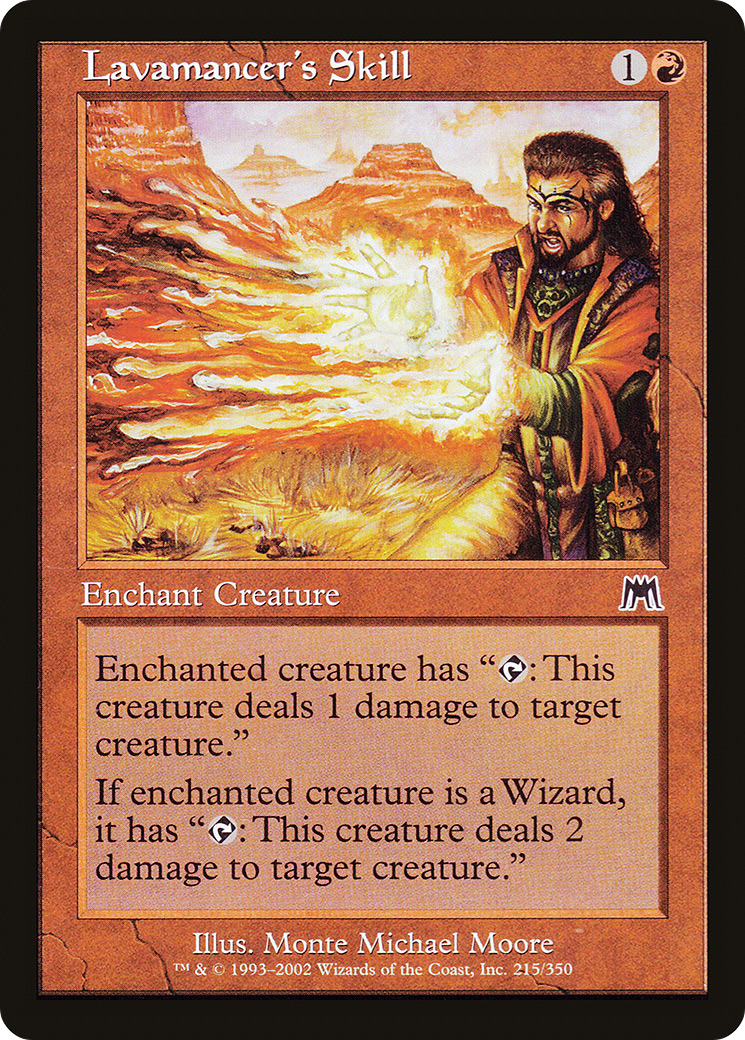 Lavamancer's Skill
1
Enchant Creature
Enchanted creature has “: This
creature deals 1 damage to target
creature.”
If enchanted creature is a Wizard,
it has “: This creature deals 2
damage to target creature.”
Illus. Monte Michael Moore
™ & © 1993–2002 Wizards of the Coast, Inc. 215/350